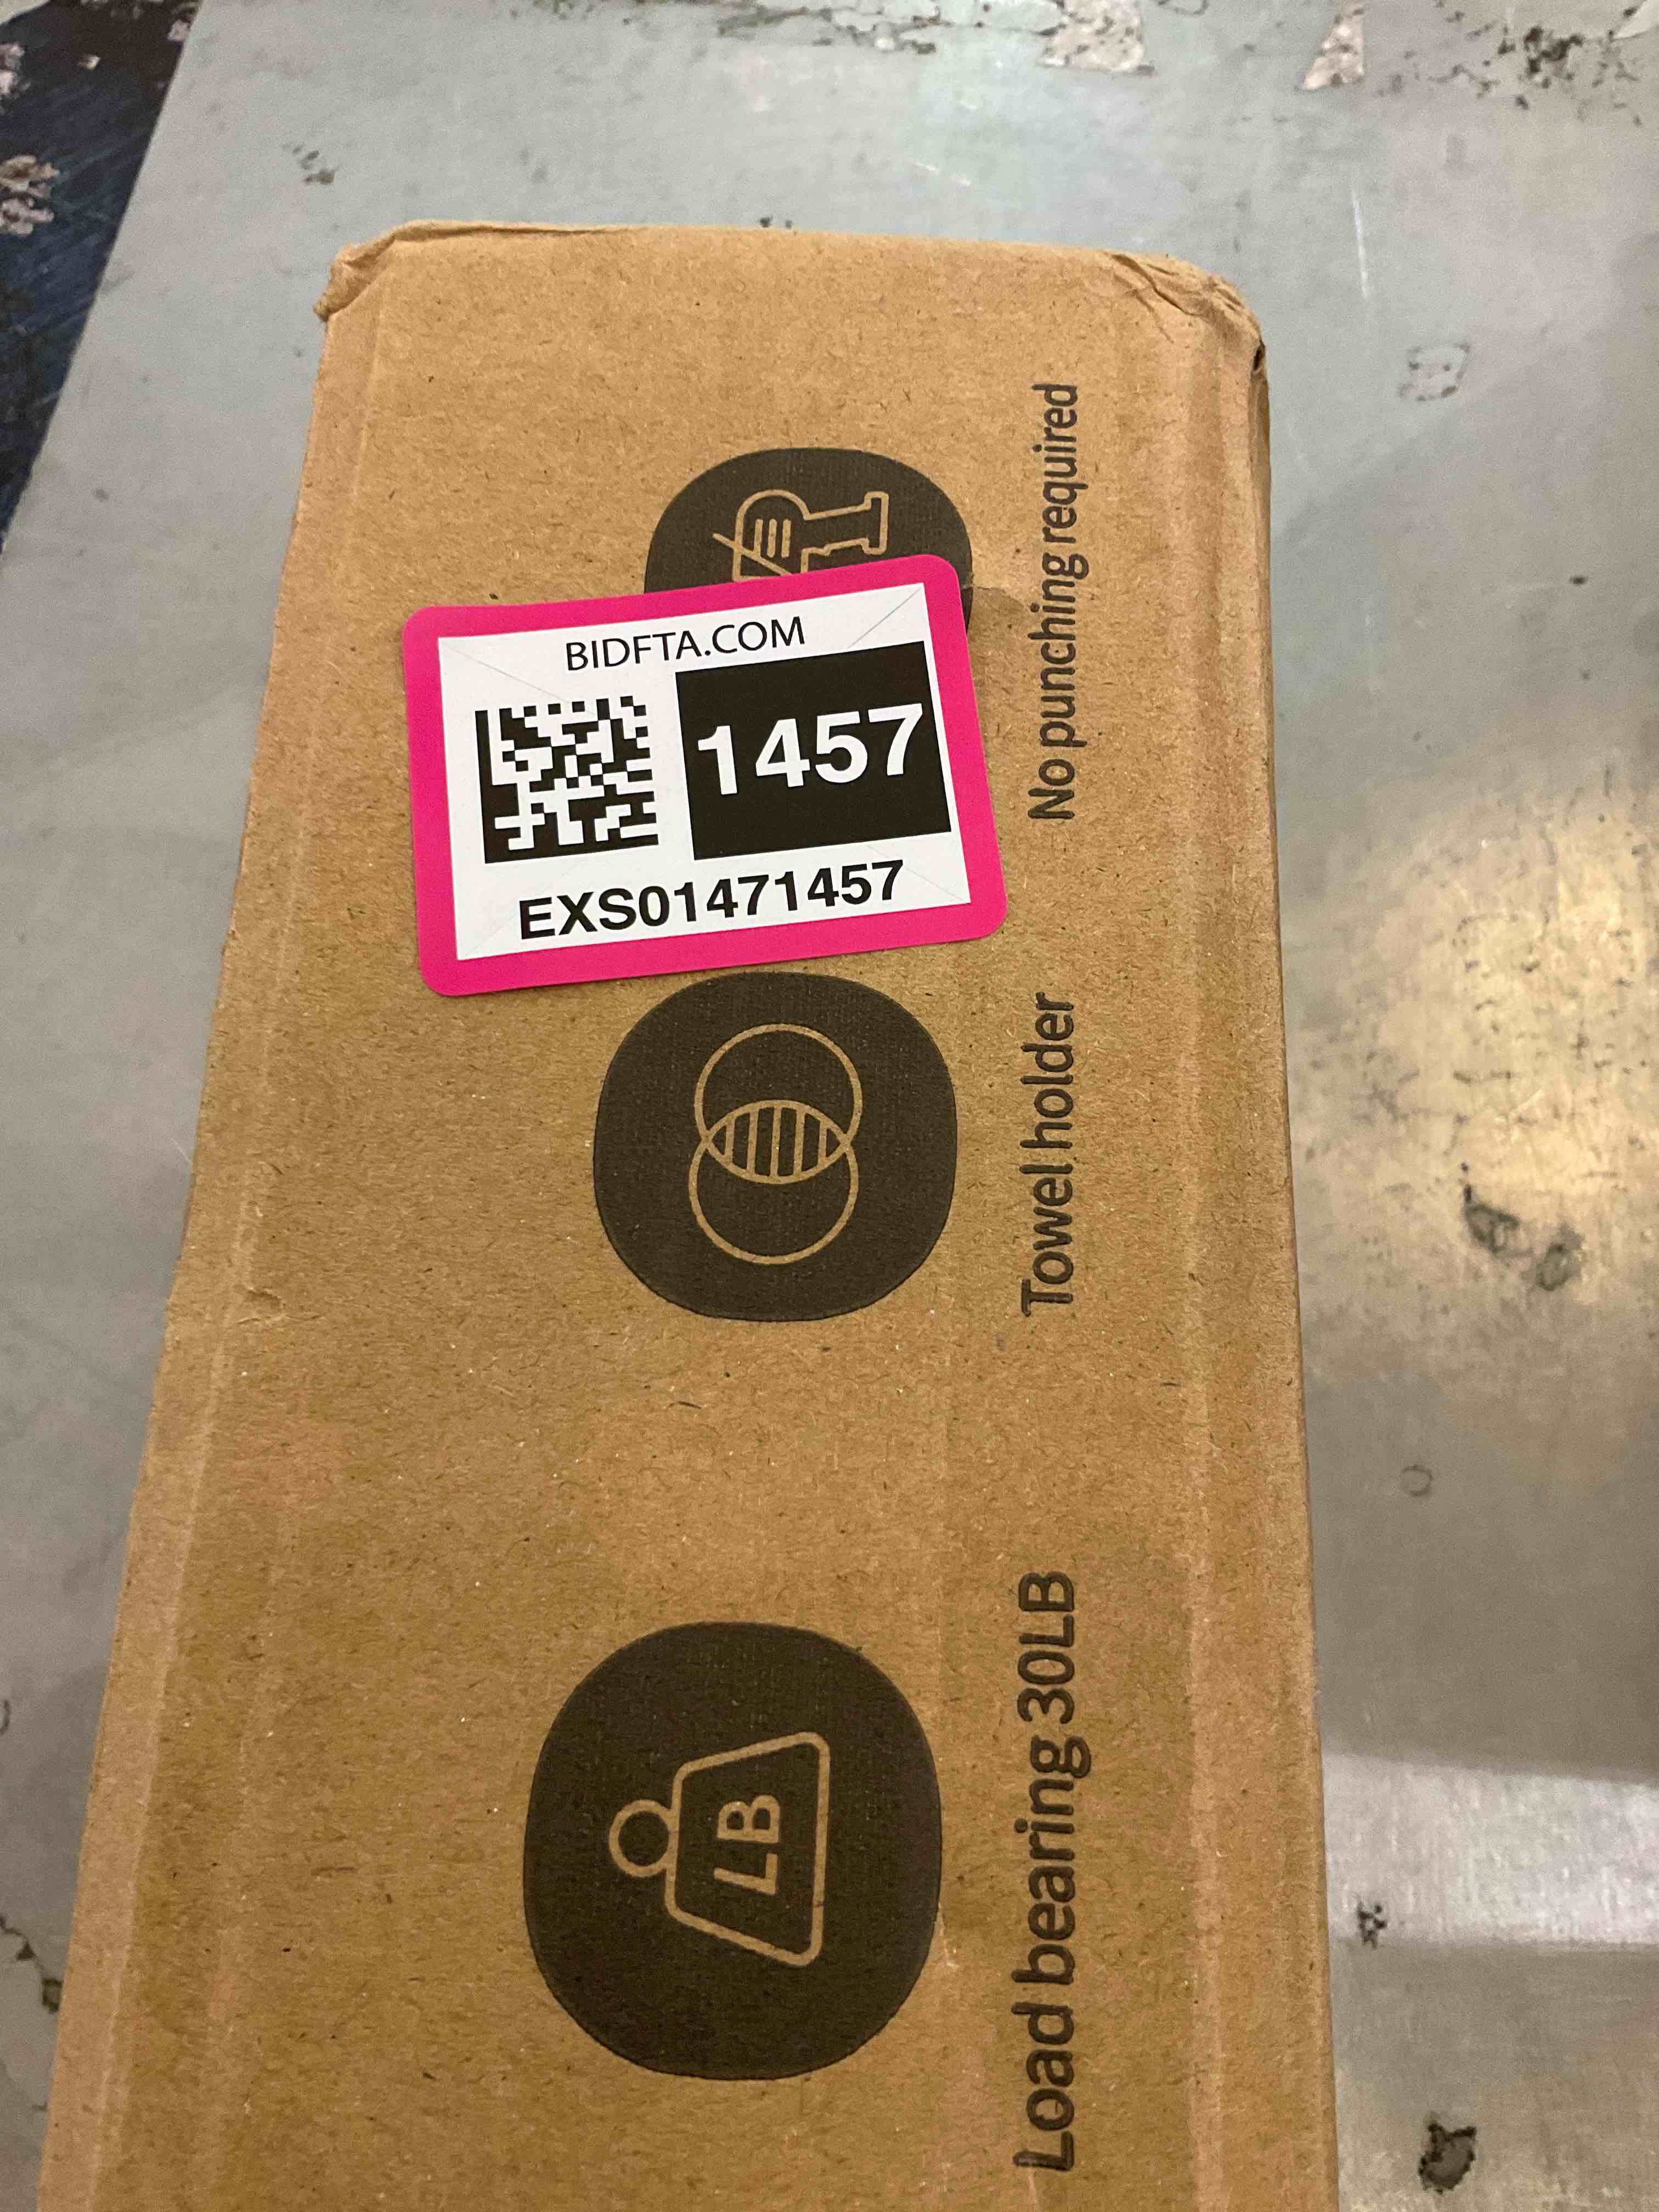 BIDFTA.COM
1457
EXS01471457
No punching required
Towel holder
LB
Load bearing 30LB